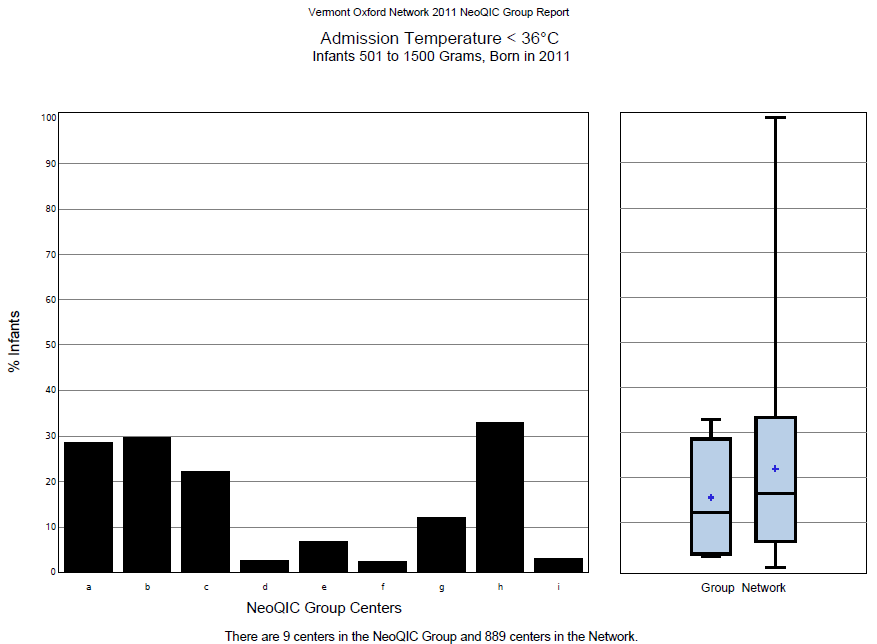 Vermont Oxford Network 2011 NeoQIC Group Report
Admission Temperature < 36°C
Infants 501 to 1500 Grams, Born in 2011
% Infants
100
90
80
70
60
50
40
30
20
10
0
a b c d e f g h i
NeoQIC Group Centers
Group Network
There are 9 centers in the NeoQIC Group and 889 centers in the Network.